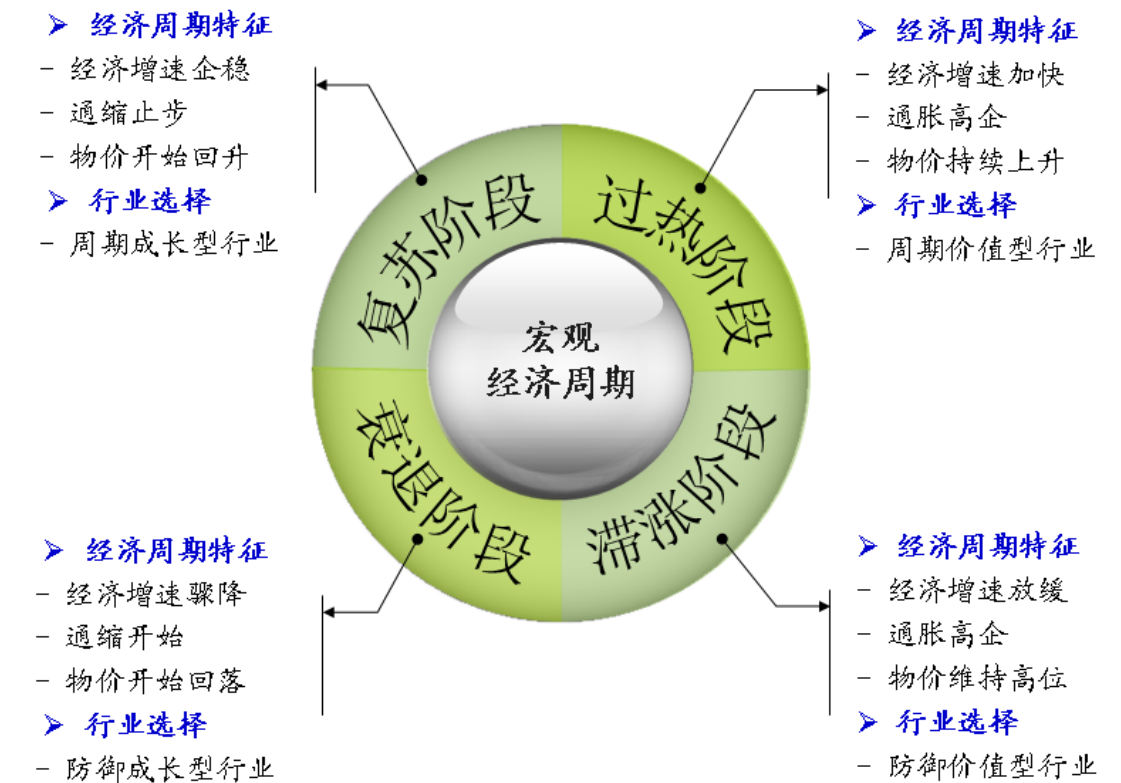 ➢ 经济周期特征
– 经济增速企稳
– 通缩止步
– 物价开始回升
➢ 行业选择
– 周期成长型行业
➢ 经济周期特征
– 经济增速加快
– 通胀高企
– 物价持续上升
➢ 行业选择
– 周期价值型行业
复苏阶段
过热阶段
宏观
经济周期
衰退阶段
滞涨阶段
➢ 经济周期特征
– 经济增速骤降
– 通缩开始
– 物价开始回落
➢ 行业选择
– 防御成长型行业
➢ 经济周期特征
– 经济增速放缓
– 通胀高企
– 物价维持高位
➢ 行业选择
– 防御价值型行业